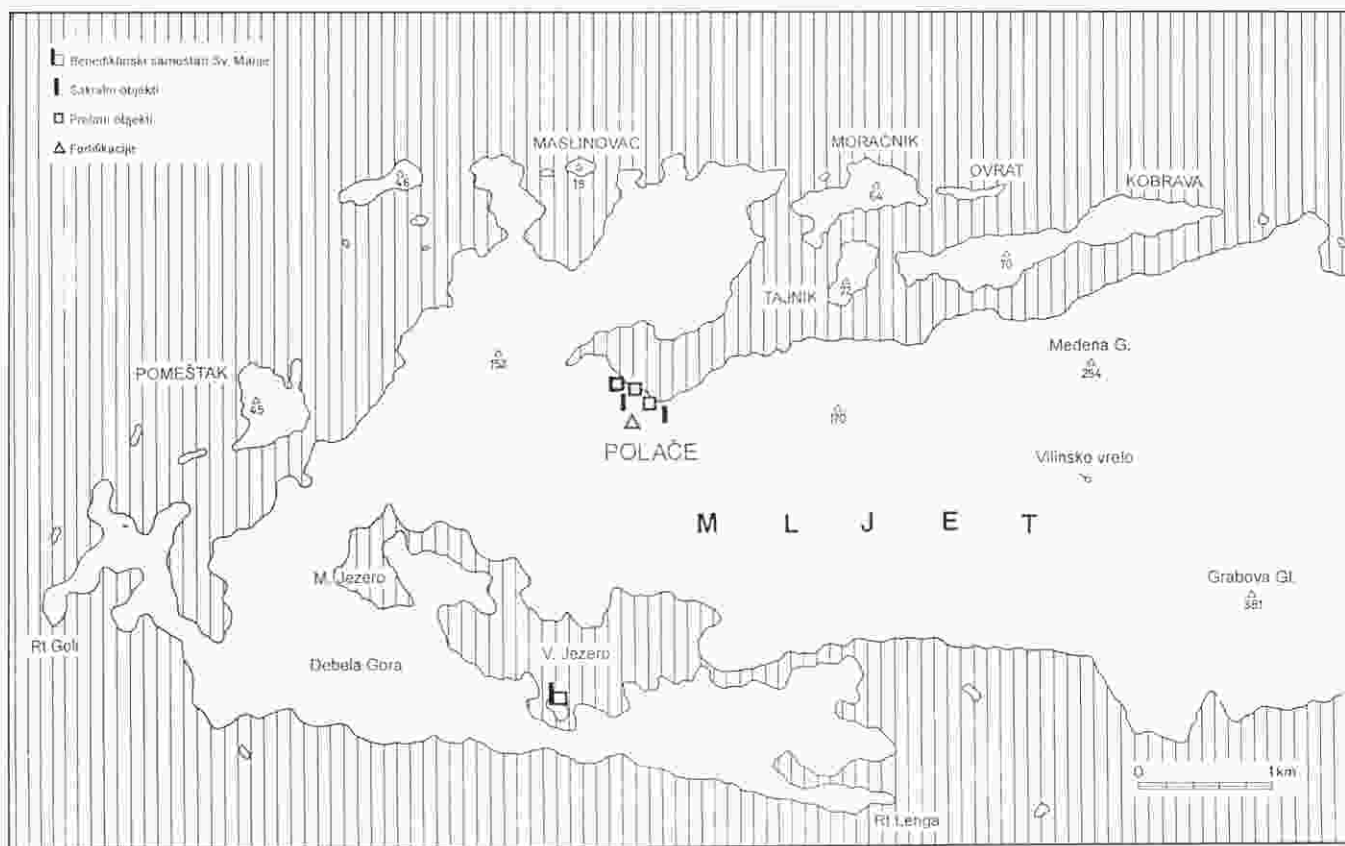 Benediktinski samostan Sv. Marije
Sakralni objekti
Profani objekti
Fortifikacije
MASLINOVAC
MORAČNIK
OVRAT
KOBRAVA
46
19
64
70
TAJNIK
Medena G.
254
152
POMEŠTAK
45
170
POLAČE
Vilinsko vrelo
M L J E T
M. Jezero
Grabova Gl.
381
Rt Goli
Debela Gora
V. Jezero
0 1 km
Rt Lenga